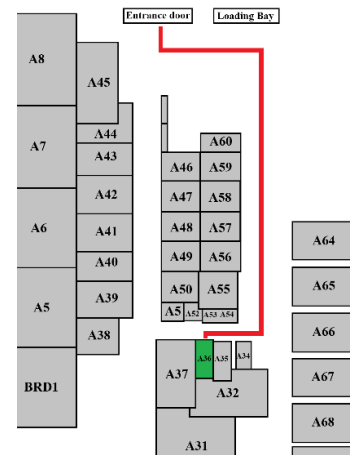 Entrance door
Loading Bay
A8
A45
A44
A7
A43
A60
A46
A59
A42
A47
A58
A6
A41
A48
A57
A64
A40
A49
A56
A65
A5
A39
A50
A55
A5
A52
A53
A54
A38
A66
A37
A36
A35
A34
A67
BRD1
A32
A68
A31